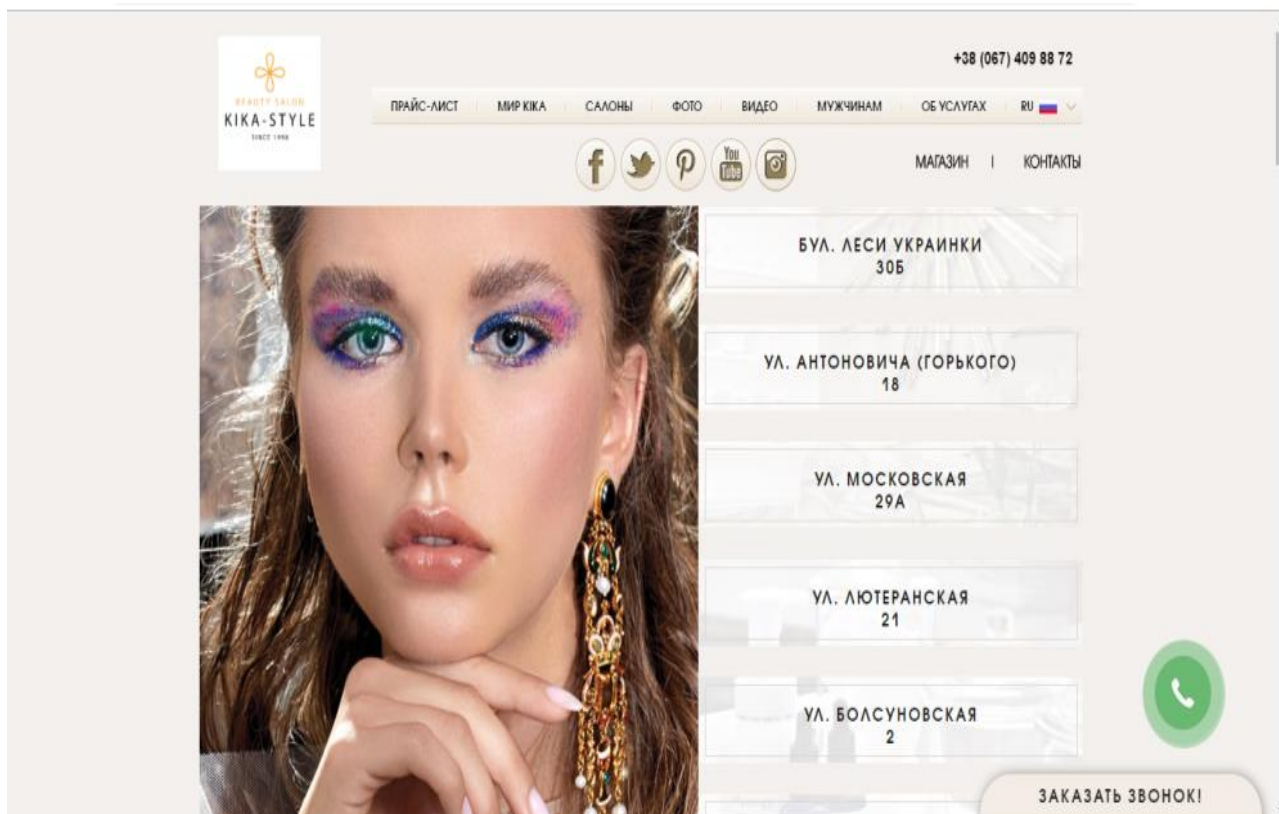 +38 (067) 409 88 72
BEAUTY SALON
KIKA-STYLE
SINCE 1998
ПРАЙС-ЛИСТ МИР KIKA САЛОНЫ ФОТО ВИДЕО МУЖЧИНАМ ОБ УСЛУГАХ RU
You
Tube
МАГАЗИН | КОНТАКТЫ
БУЛ. ЛЕСИ УКРАИНКИ
30Б
УЛ. АНТОНОВИЧА (ГОРЬКОГО)
18
УЛ. МОСКОВСКАЯ
29А
УЛ. ЛЮТЕРАНСКАЯ
21
УЛ. БОЛСУНОВСКАЯ
2
ЗАКАЗАТЬ ЗВОНОК!